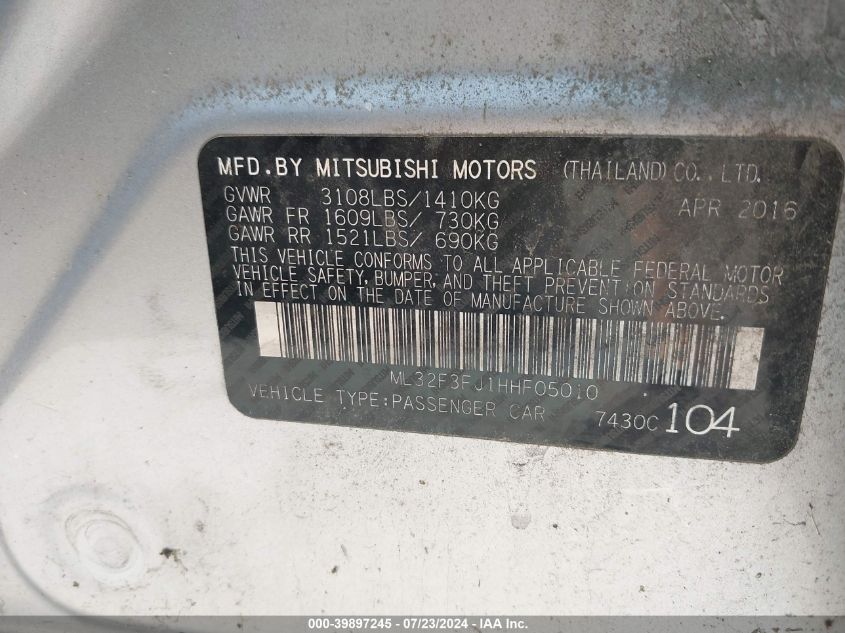 MFD.BY MITSUBISHI MOTORS (THAILAND) CO., LTD.
GVWR 3108LBS/1410KG APR 2016
GAWR FR 1609LBS/ 730KG
GAWR RR 1521LBS/ 690KG
THIS VEHICLE CONFORMS TO ALL APPLICABLE FEDERAL MOTOR
VEHICLE SAFETY, BUMPER, AND THEFT PREVENTION STANDARDS
IN EFFECT ON THE DATE OF MANUFACTURE SHOWN ABOVE.
ML32F3FJ1HHF05010
VEHICLE TYPE:PASSENGER CAR 7430C 104
000-39897245 - 07/23/2024 - IAA Inc.